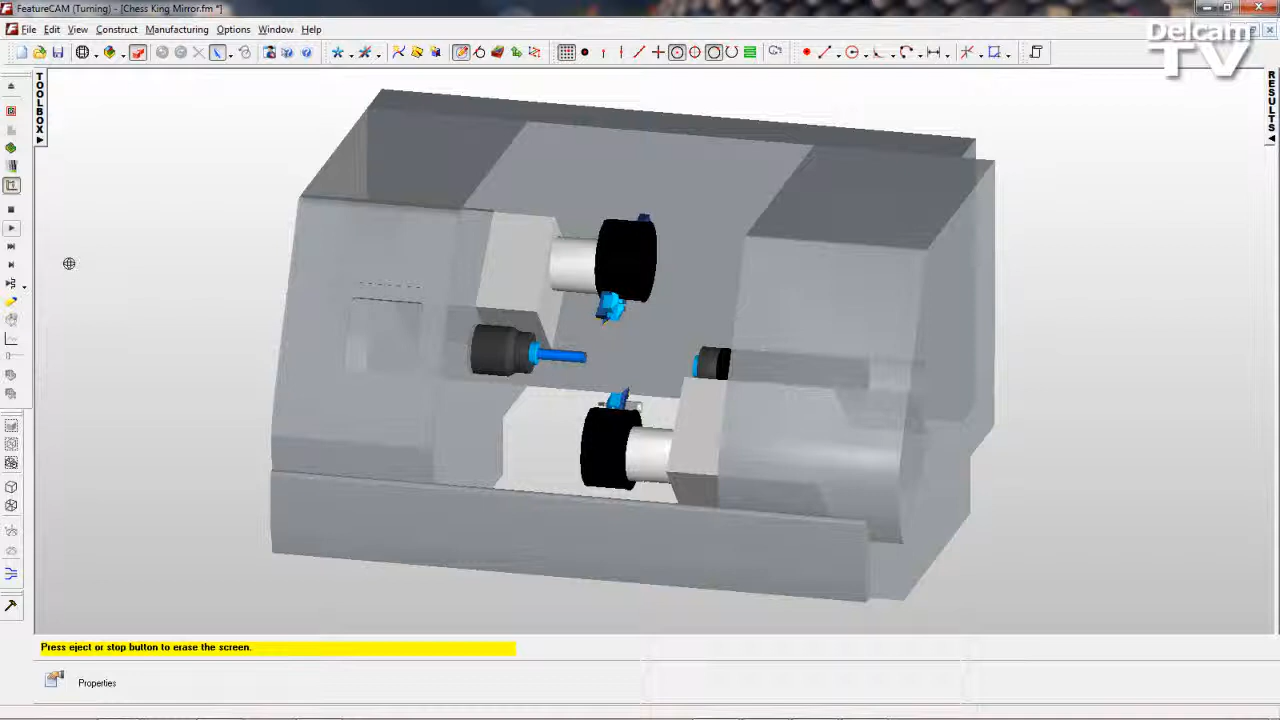 FeatureCAM (Turning) - [Chess King Mirror.fm *]
File Edit View Construct Manufacturing Options Window Help
Delcam
TV
TOOLBOX
RESULTS
Press eject or stop button to erase the screen.
Properties